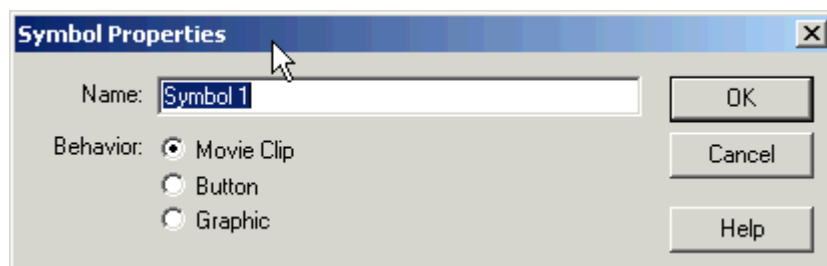 Symbol Properties
Name: Symbol 1 OK
Behavior: Movie Clip Cancel
Button
Graphic Help